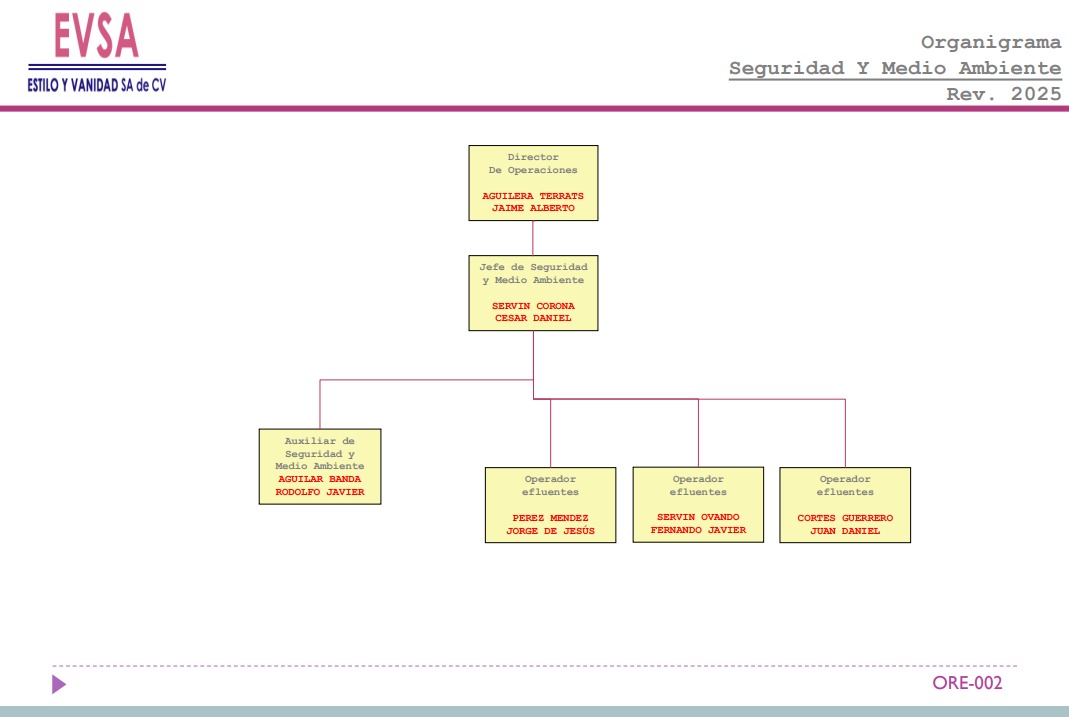 EVSA
ESTILO Y VANIDAD SA de CV
Organigrama
Seguridad Y Medio Ambiente
Rev. 2025
Director
De Operaciones
AGUILERA TERRATS
JAIME ALBERTO
Jefe de Seguridad
y Medio Ambiente
SERVIN CORONA
CESAR DANIEL
Auxiliar de
Seguridad y
Medio Ambiente
AGUILAR BANDA
RODOLFO JAVIER
Operador
efluentes
PEREZ MENDEZ
JORGE DE JESÚS
Operador
efluentes
SERVIN OVANDO
FERNANDO JAVIER
Operador
efluentes
CORTES GUERRERO
JUAN DANIEL
ORE-002